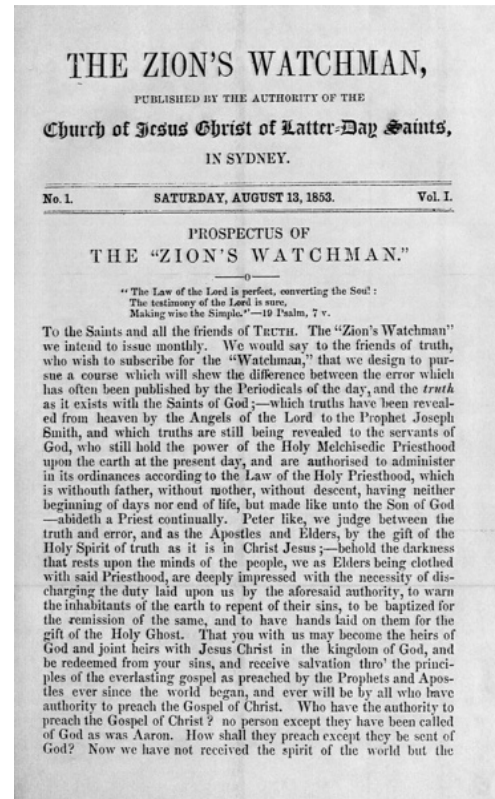 THE ZION'S WATCHMAN,
PUBLISHED BY THE AUTHORITY OF THE
Church of Jesus Christ of Latter-Day Saints,
IN SYDNEY.
No. 1. SATURDAY, AUGUST 13, 1853. Vol. I.
PROSPECTUS OF
THE "ZION'S WATCHMAN."
—o—
" The Law of the Lord is perfect, converting the Soul :
The testimony of the Lord is sure,
Making wise the Simple."—19 Psalm, 7 v.
To the Saints and all the friends of TRUTH. The "Zion's Watchman"
we intend to issue monthly. We would say to the friends of truth,
who wish to subscribe for the "Watchman," that we design to pur-
sue a course which will shew the difference between the error which
has often been published by the Periodicals of the day, and the truth
as it exists with the Saints of God ;—which truths have been reveal-
ed from heaven by the Angels of the Lord to the Prophet Joseph
Smith, and which truths are still being revealed to the servants of
God, who still hold the power of the Holy Melchisedic Priesthood
upon the earth at the present day, and are authorised to administer
in its ordinances according to the Law of the Holy Priesthood, which
is withouth father, without mother, without descent, having neither
beginning of days nor end of life, but made like unto the Son of God
—abideth a Priest continually. Peter like, we judge between the
truth and error, and as the Apostles and Elders, by the gift of the
Holy Spirit of truth as it is in Christ Jesus ;—behold the darkness
that rests upon the minds of the people, we as Elders being clothed
with said Priesthood, are deeply impressed with the necessity of dis-
charging the duty laid upon us by the aforesaid authority, to warn
the inhabitants of the earth to repent of their sins, to be baptized for
the remission of the same, and to have hands laid on them for the
gift of the Holy Ghost. That you with us may become the heirs of
God and joint heirs with Jesus Christ in the kingdom of God, and
be redeemed from your sins, and receive salvation thro' the princi-
ples of the everlasting gospel as preached by the Prophets and Apos-
tles ever since the world began, and ever will be by all who have
authority to preach the Gospel of Christ. Who have the authority to
preach the Gospel of Christ ? no person except they have been called
of God as was Aaron. How shall they preach except they be sent of
God? Now we have not received the spirit of the world but the